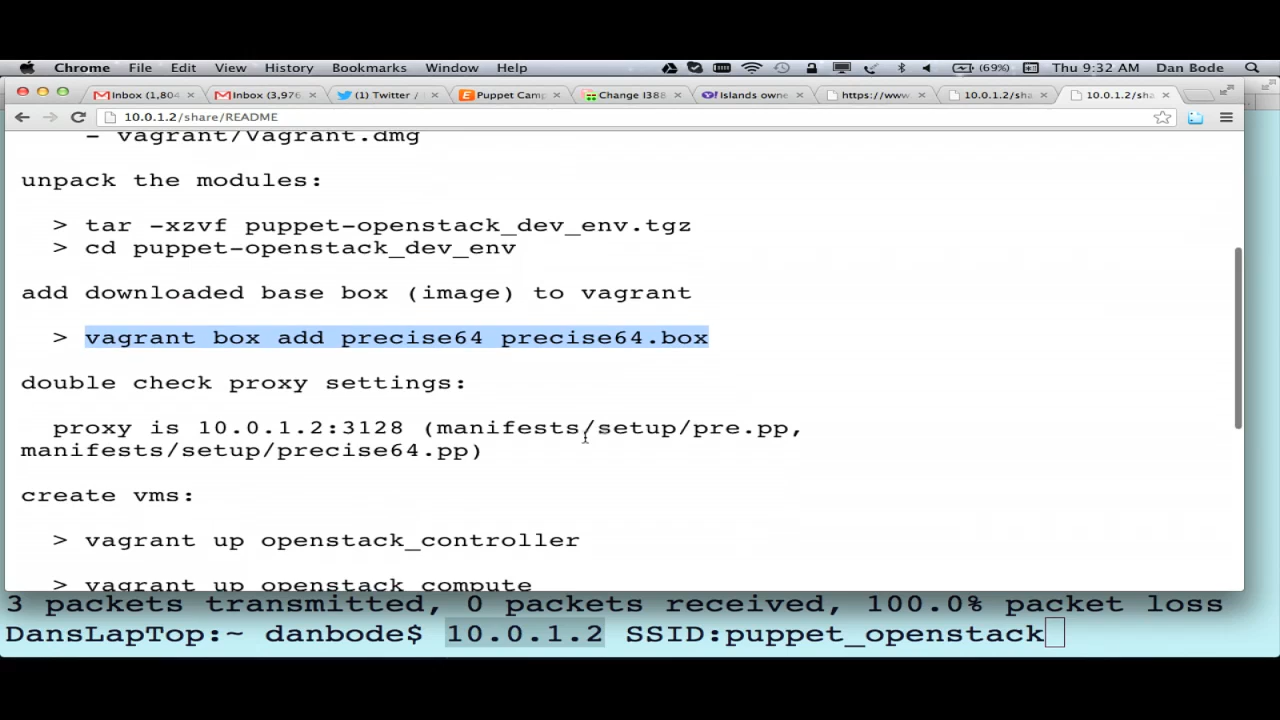 Chrome File Edit View History Bookmarks Window Help (69%) Thu 9:32 AM Dan Bode
Inbox (1,804 Inbox (3,976 (1) Twitter / Puppet Camp Change I388 Islands owne https://www 10.0.1.2/sha 10.0.1.2/sha
10.0.1.2/share/README
- vagrant/vagrant.dmg
unpack the modules:
> tar -xzvf puppet-openstack_dev_env.tgz
> cd puppet-openstack_dev_env
add downloaded base box (image) to vagrant
> vagrant box add precise64 precise64.box
double check proxy settings:
proxy is 10.0.1.2:3128 (manifests/setup/pre.pp,
manifests/setup/precise64.pp)
create vms:
> vagrant up openstack_controller
> vagrant up openstack_compute
3 packets transmitted, 0 packets received, 100.0% packet loss
DansLapTop:~ danbode$ 10.0.1.2 SSID:puppet_openstack